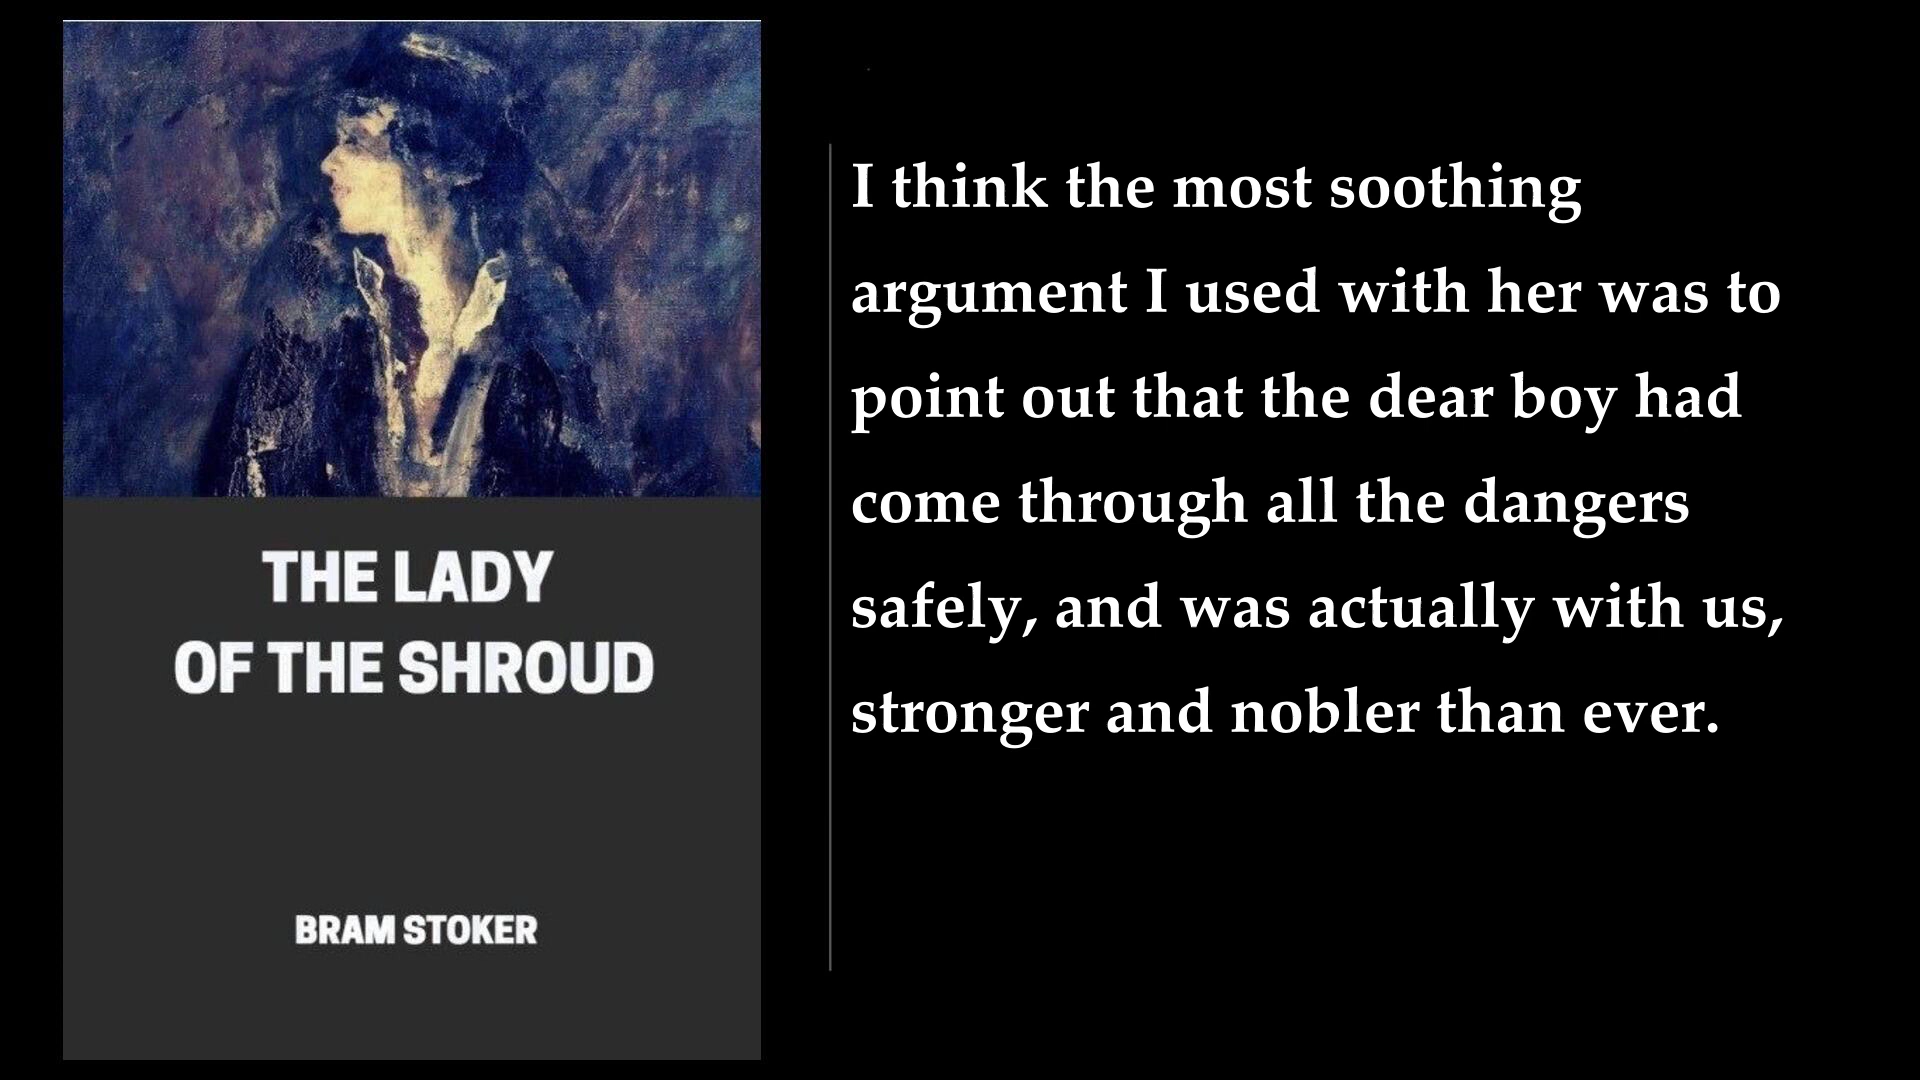 THE LADY
OF THE SHROUD
BRAM STOKER
I think the most soothing
argument I used with her was to
point out that the dear boy had
come through all the dangers
safely, and was actually with us,
stronger and nobler than ever.